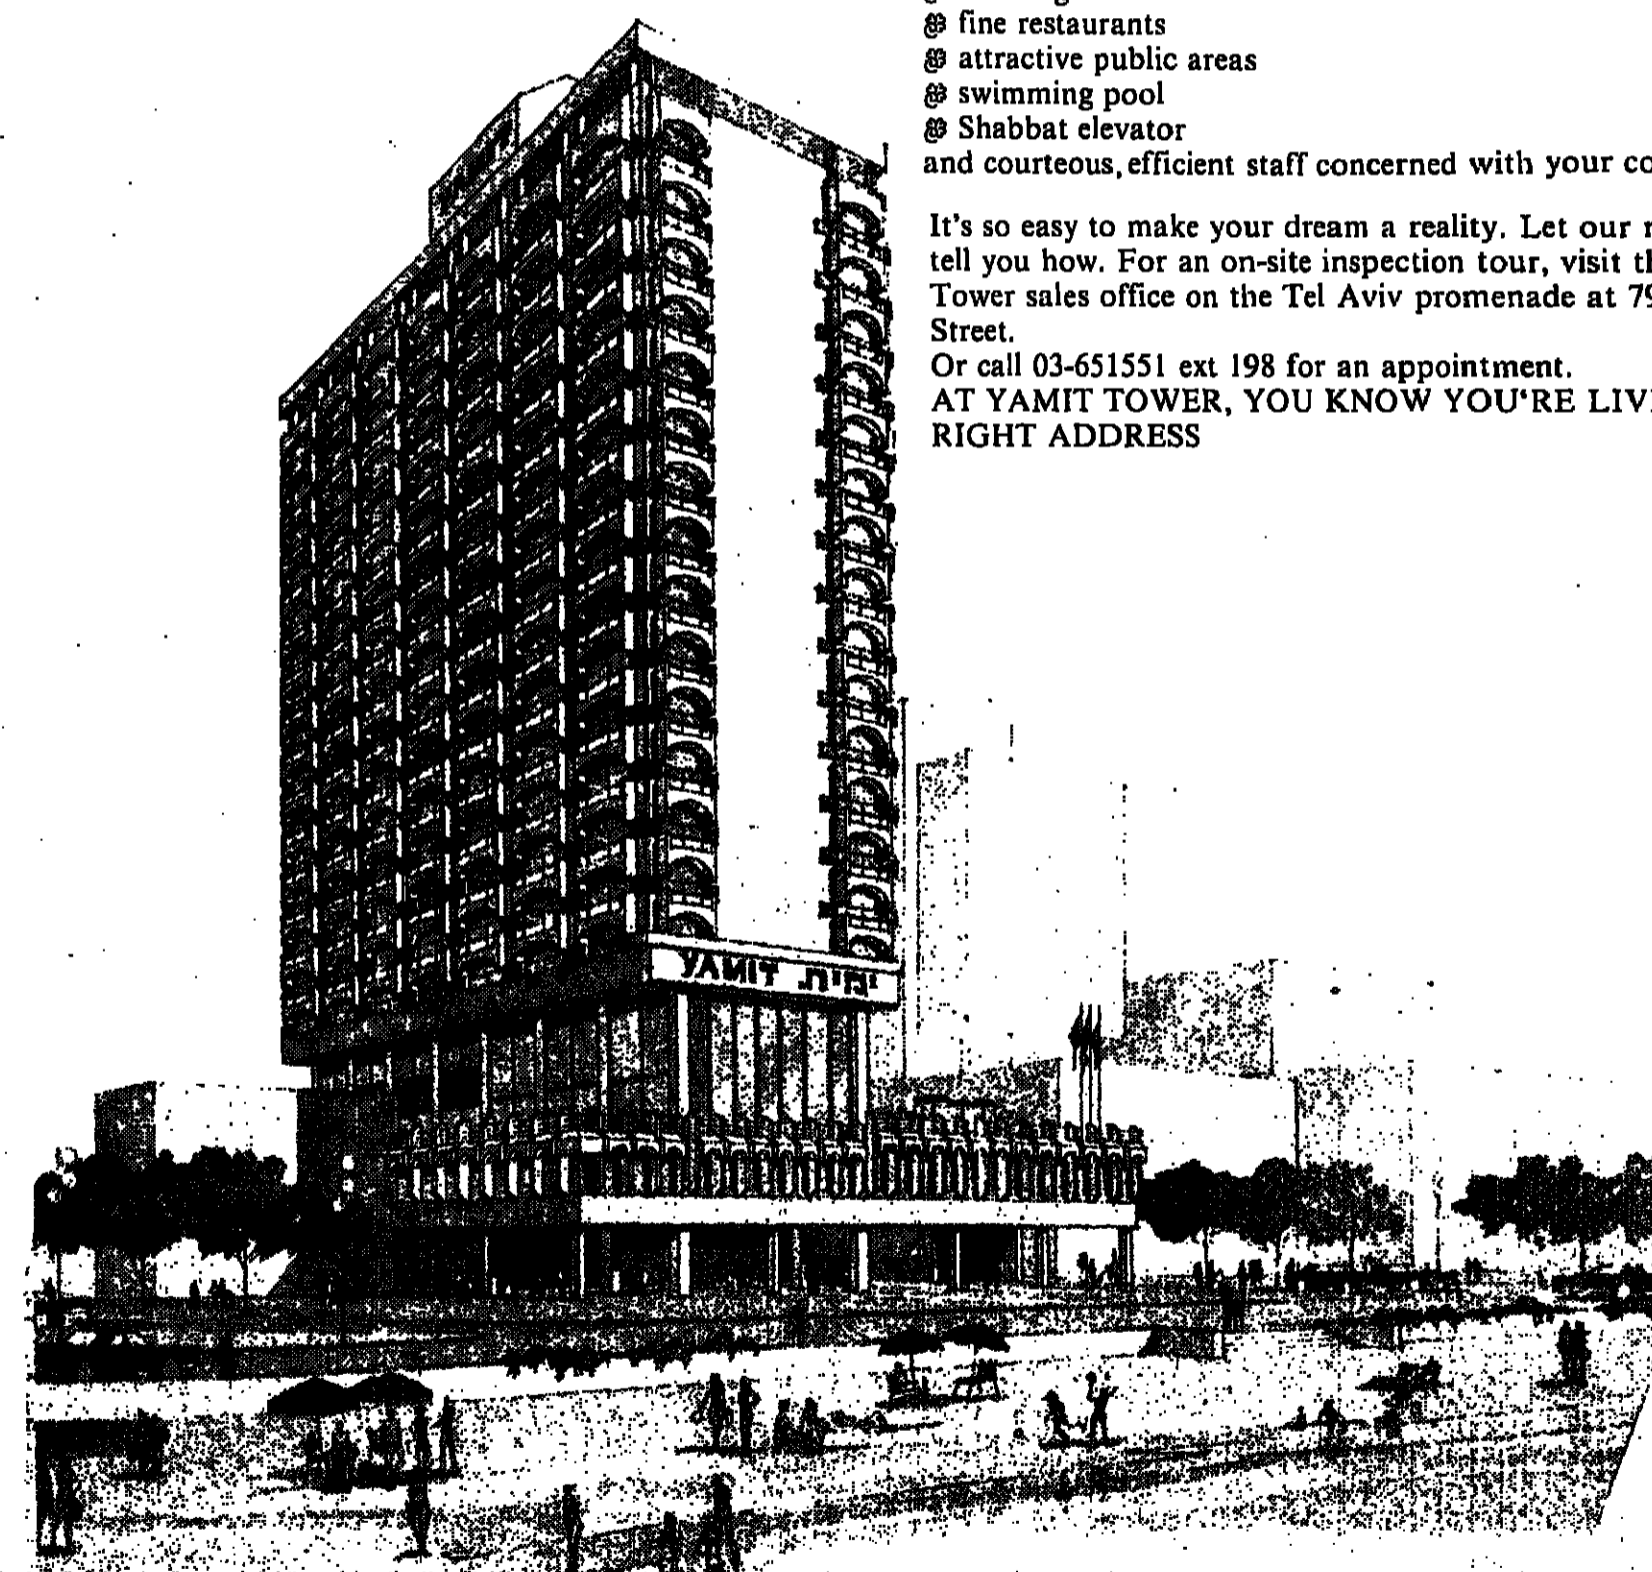 fine restaurants
attractive public areas
swimming pool
Shabbat elevator
and courteous, efficient staff concerned with your
It's so easy to make your dream a reality. Let our
tell you how. For an on-site inspection tour, visit
Tower sales office on the Tel Aviv promenade at 79
Street.
Or call 03-651551 ext 198 for an appointment.
AT YAMIT TOWER, YOU KNOW YOU'RE
RIGHT ADDRESS
YAMIT ימית